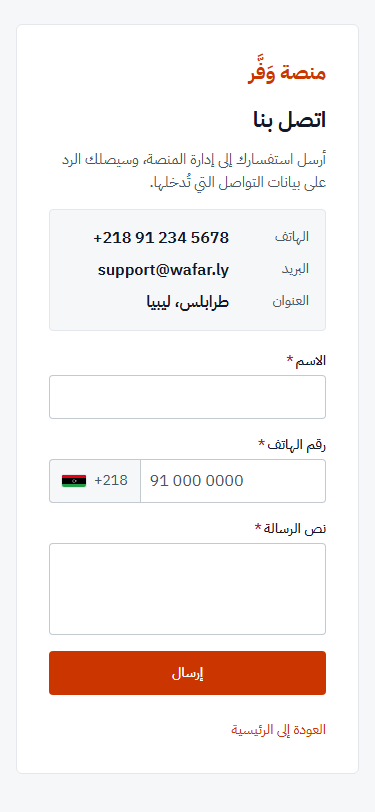 منصة وَفَّر
اتصل بنا
أرسل استفسارك إلى إدارة المنصة، وسيصلك الرد
على بيانات التواصل التي تُدخلها.
الهاتف +218 91 234 5678
البريد support@wafar.ly
العنوان طرابلس، ليبيا
الاسم *
رقم الهاتف *
+218 91 000 0000
نص الرسالة *
إرسال
العودة إلى الرئيسية